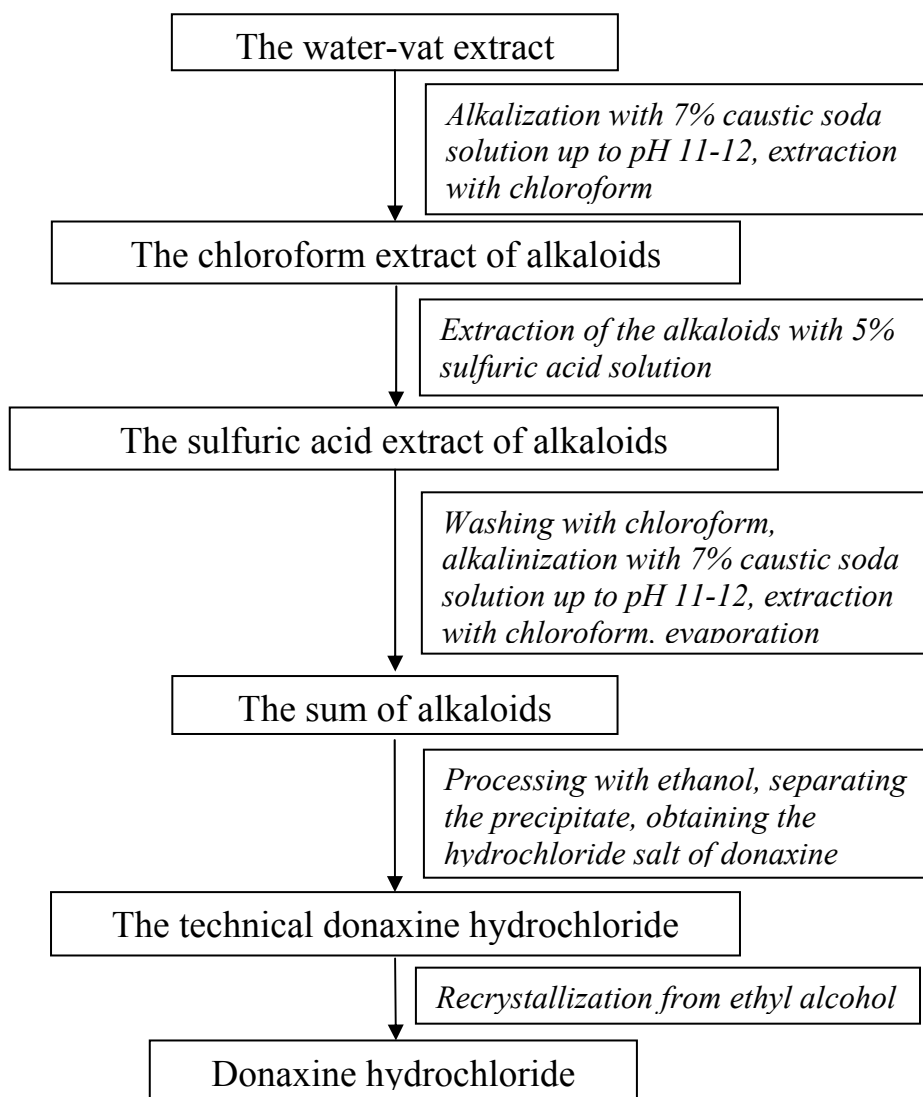 The water-vat extract
Alkalization with 7% caustic soda
solution up to pH 11-12, extraction
with chloroform
The chloroform extract of alkaloids
Extraction of the alkaloids with 5%
sulfuric acid solution
The sulfuric acid extract of alkaloids
Washing with chloroform,
alkalinization with 7% caustic soda
solution up to pH 11-12, extraction
with chloroform, evaporation
The sum of alkaloids
Processing with ethanol, separating
the precipitate, obtaining the
hydrochloride salt of donaxine
The technical donaxine hydrochloride
Recrystallization from ethyl alcohol
Donaxine hydrochloride